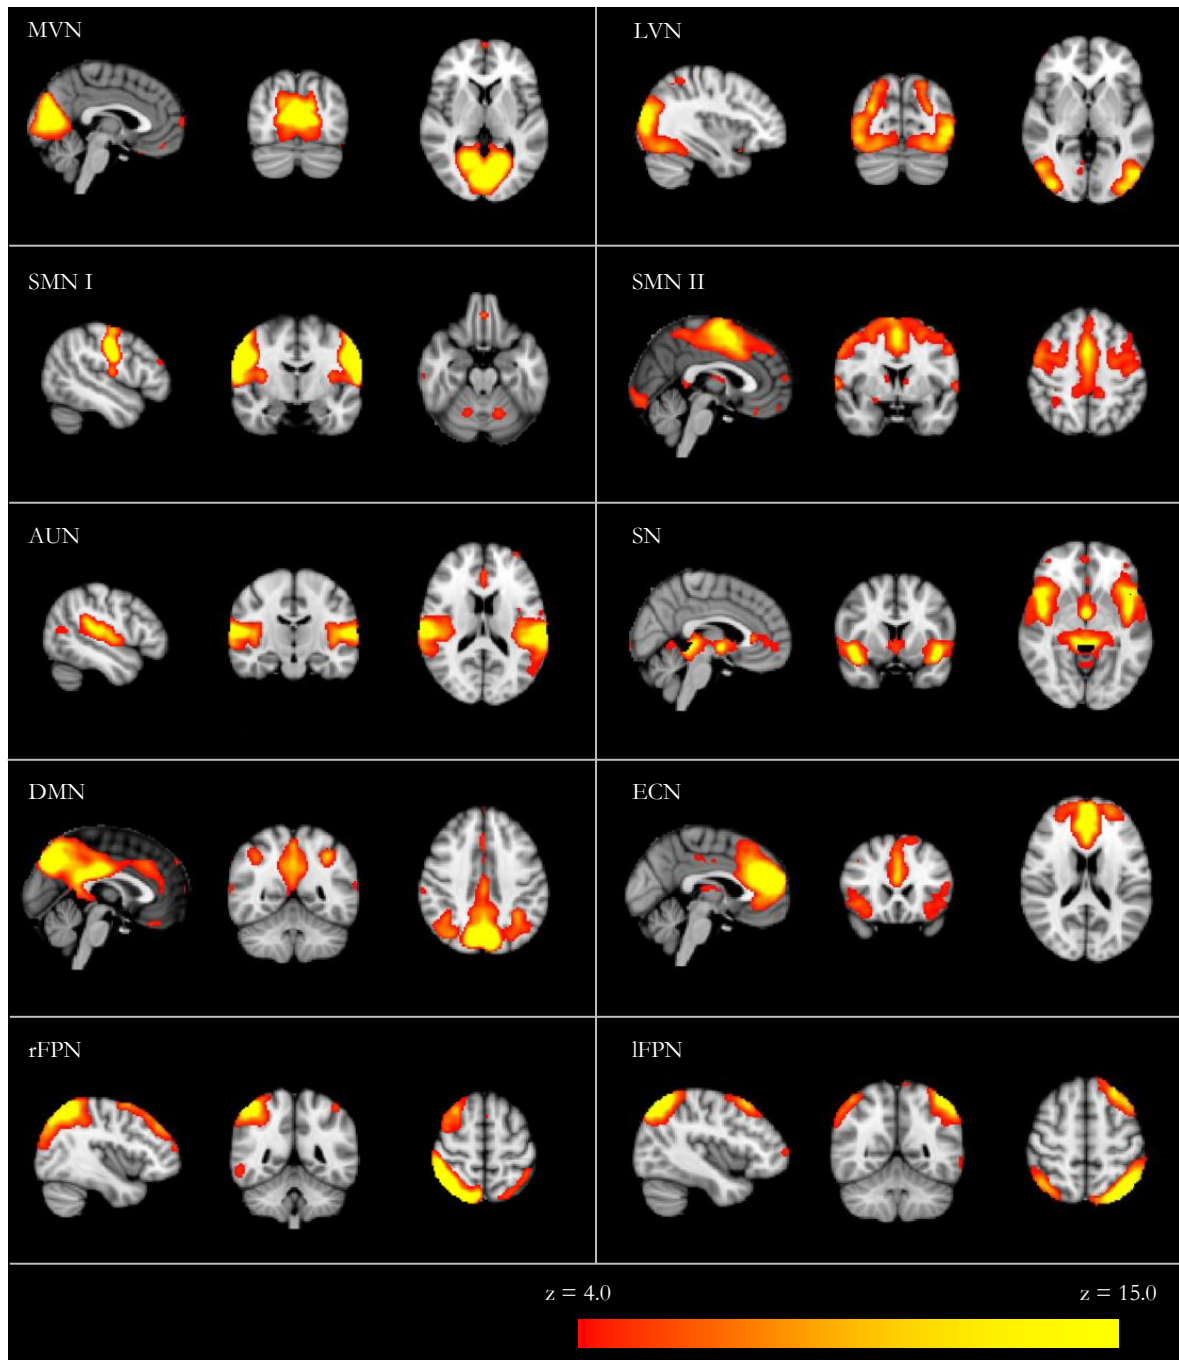 MVN
LVN
SMN I
SMN II
AUN
SN
DMN
ECN
rFPN
lFPN
z = 4.0
z = 15.0